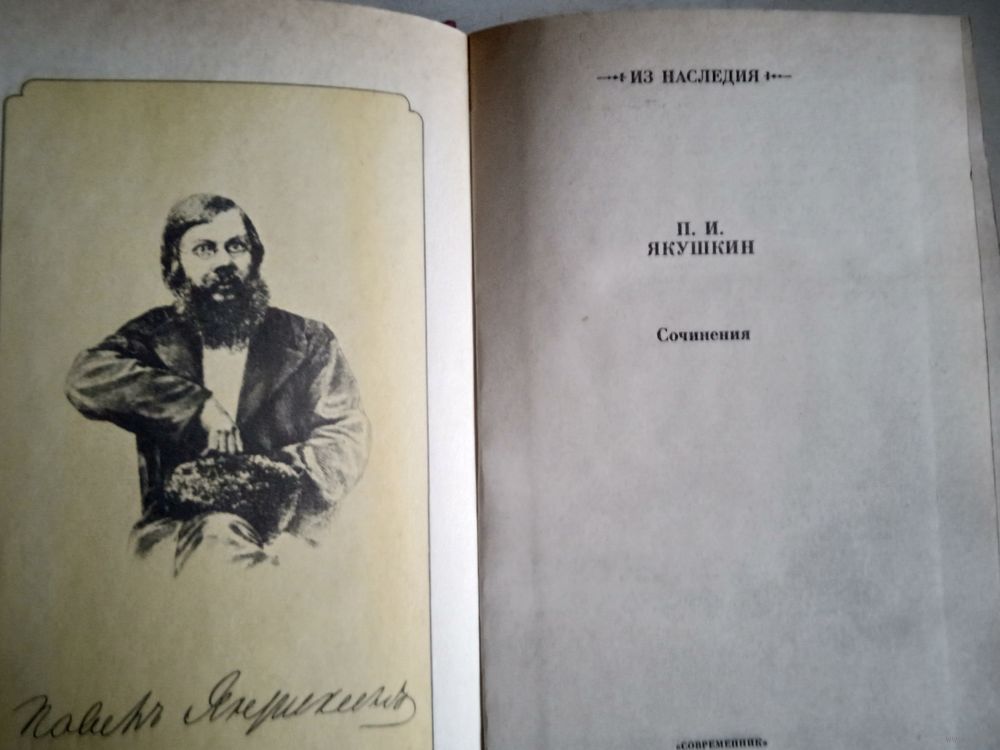 Павелъ Якушкинъ
ИЗ НАСЛЕДИЯ
П. И.
ЯКУШКИН
Сочинения
«СОВРЕМЕННИК»